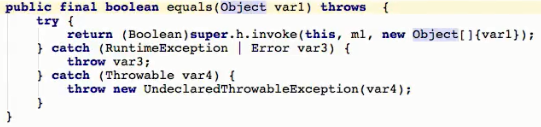 public final boolean equals(Object var1) throws  {
    try {
        return (Boolean)super.h.invoke(this, m1, new Object[]{var1});
    } catch (RuntimeException | Error var3) {
        throw var3;
    } catch (Throwable var4) {
        throw new UndeclaredThrowableException(var4);
    }
}